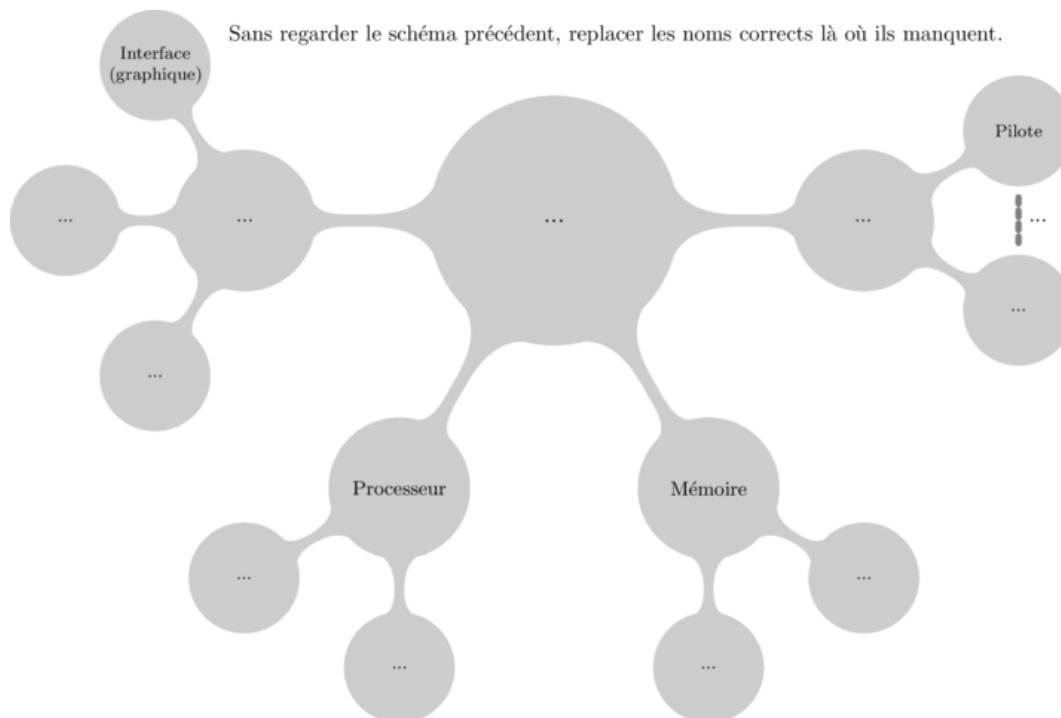 Sans regarder le schéma précédent, replacer les noms corrects là où ils manquent.
Interface
(graphique)
Pilote
...
...
...
...
...
...
...
Processeur
Mémoire
...
...
...
...